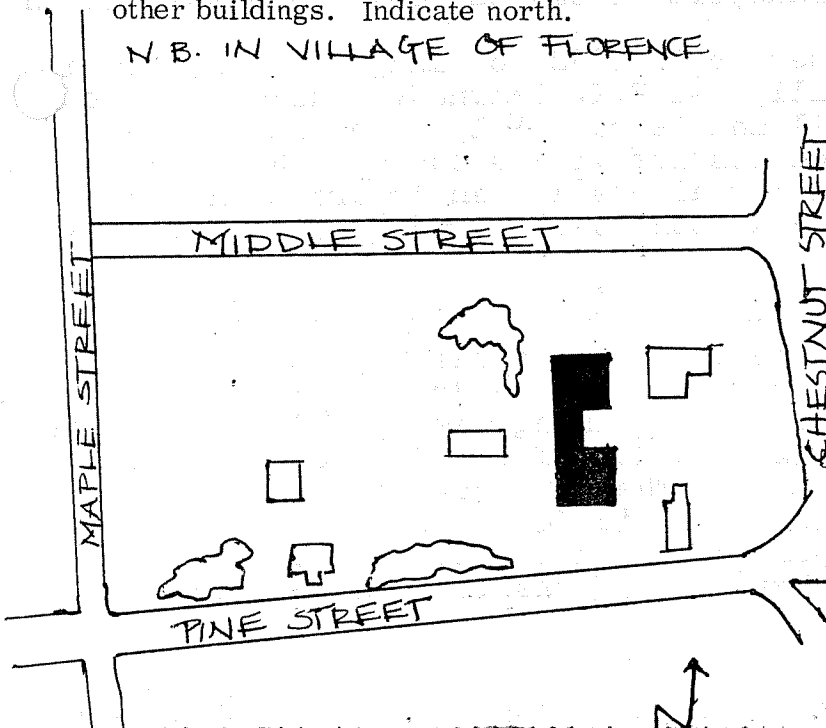 other buildings. Indicate north.
N B. IN VILLAGE OF FLORENCE
MIDDLE STREET
CHESTNUT STREET
MAPLE STREET
PINE STREET
N